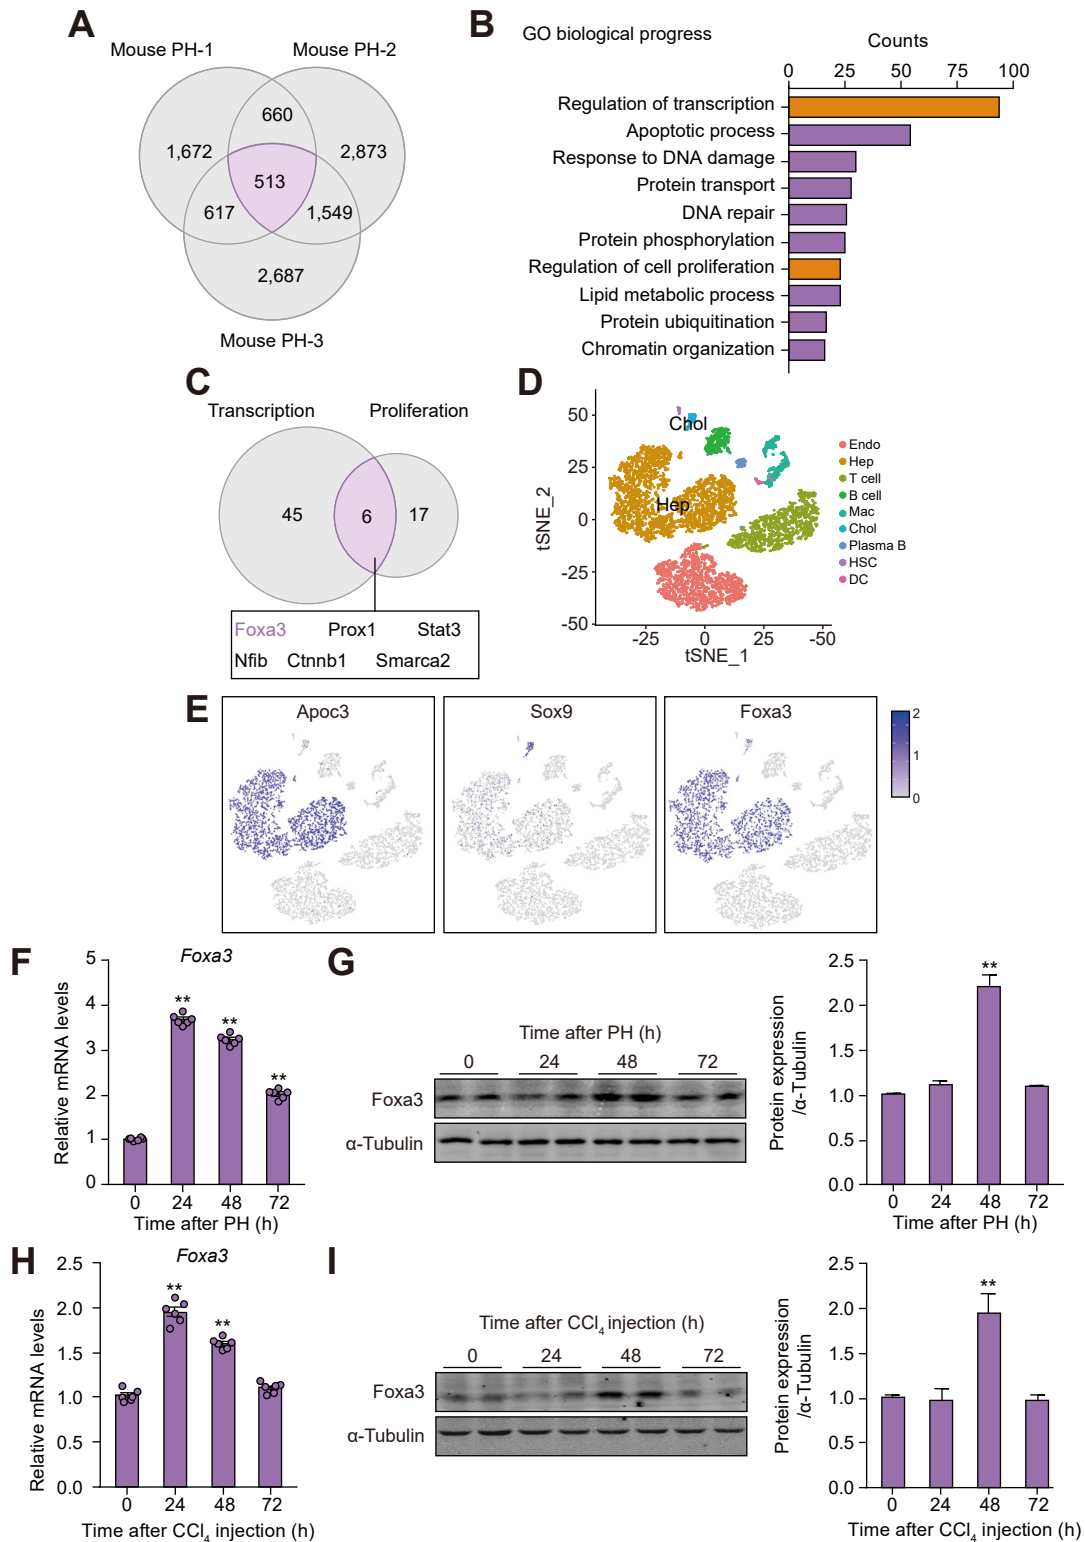 A
Mouse PH-1
Mouse PH-2
660
1,672
2,873
513
617
1,549
2,687
Mouse PH-3
B
GO biological progress
Counts
0 25 50 75 100
Regulation of transcription
Apoptotic process
Response to DNA damage
Protein transport
DNA repair
Protein phosphorylation
Regulation of cell proliferation
Lipid metabolic process
Protein ubiquitination
Chromatin organization
C
Transcription
Proliferation
45
6
17
Foxa3 Prox1 Stat3
Nfib Ctnnb1 Smarca2
D
50
25
0
-25
-50
tSNE_2
Chol
Hep
-25 0 25 -50
tSNE_1
Endo
Hep
T cell
B cell
Mac
Chol
Plasma B
HSC
DC
E
Apoc3
Sox9
Foxa3
2
1
0
F
Foxa3
Relative mRNA levels
5
4
3
2
1
0
**
**
**
0 24 48 72
Time after PH (h)
G
Time after PH (h)
0 24 48 72
Foxa3
α-Tubulin
Protein expression
/α-Tubulin
2.5
2.0
1.5
1.0
0.5
0.0
**
0 24 48 72
Time after PH (h)
H
Foxa3
Relative mRNA levels
2.5
2.0
1.5
1.0
0.5
0.0
**
**
0 24 48 72
Time after CCl4 injection (h)
I
Time after CCl4 injection (h)
0 24 48 72
Foxa3
α-Tubulin
Protein expression
/α-Tubulin
2.5
2.0
1.5
1.0
0.5
0.0
**
0 24 48 72
Time after CCl4 injection (h)